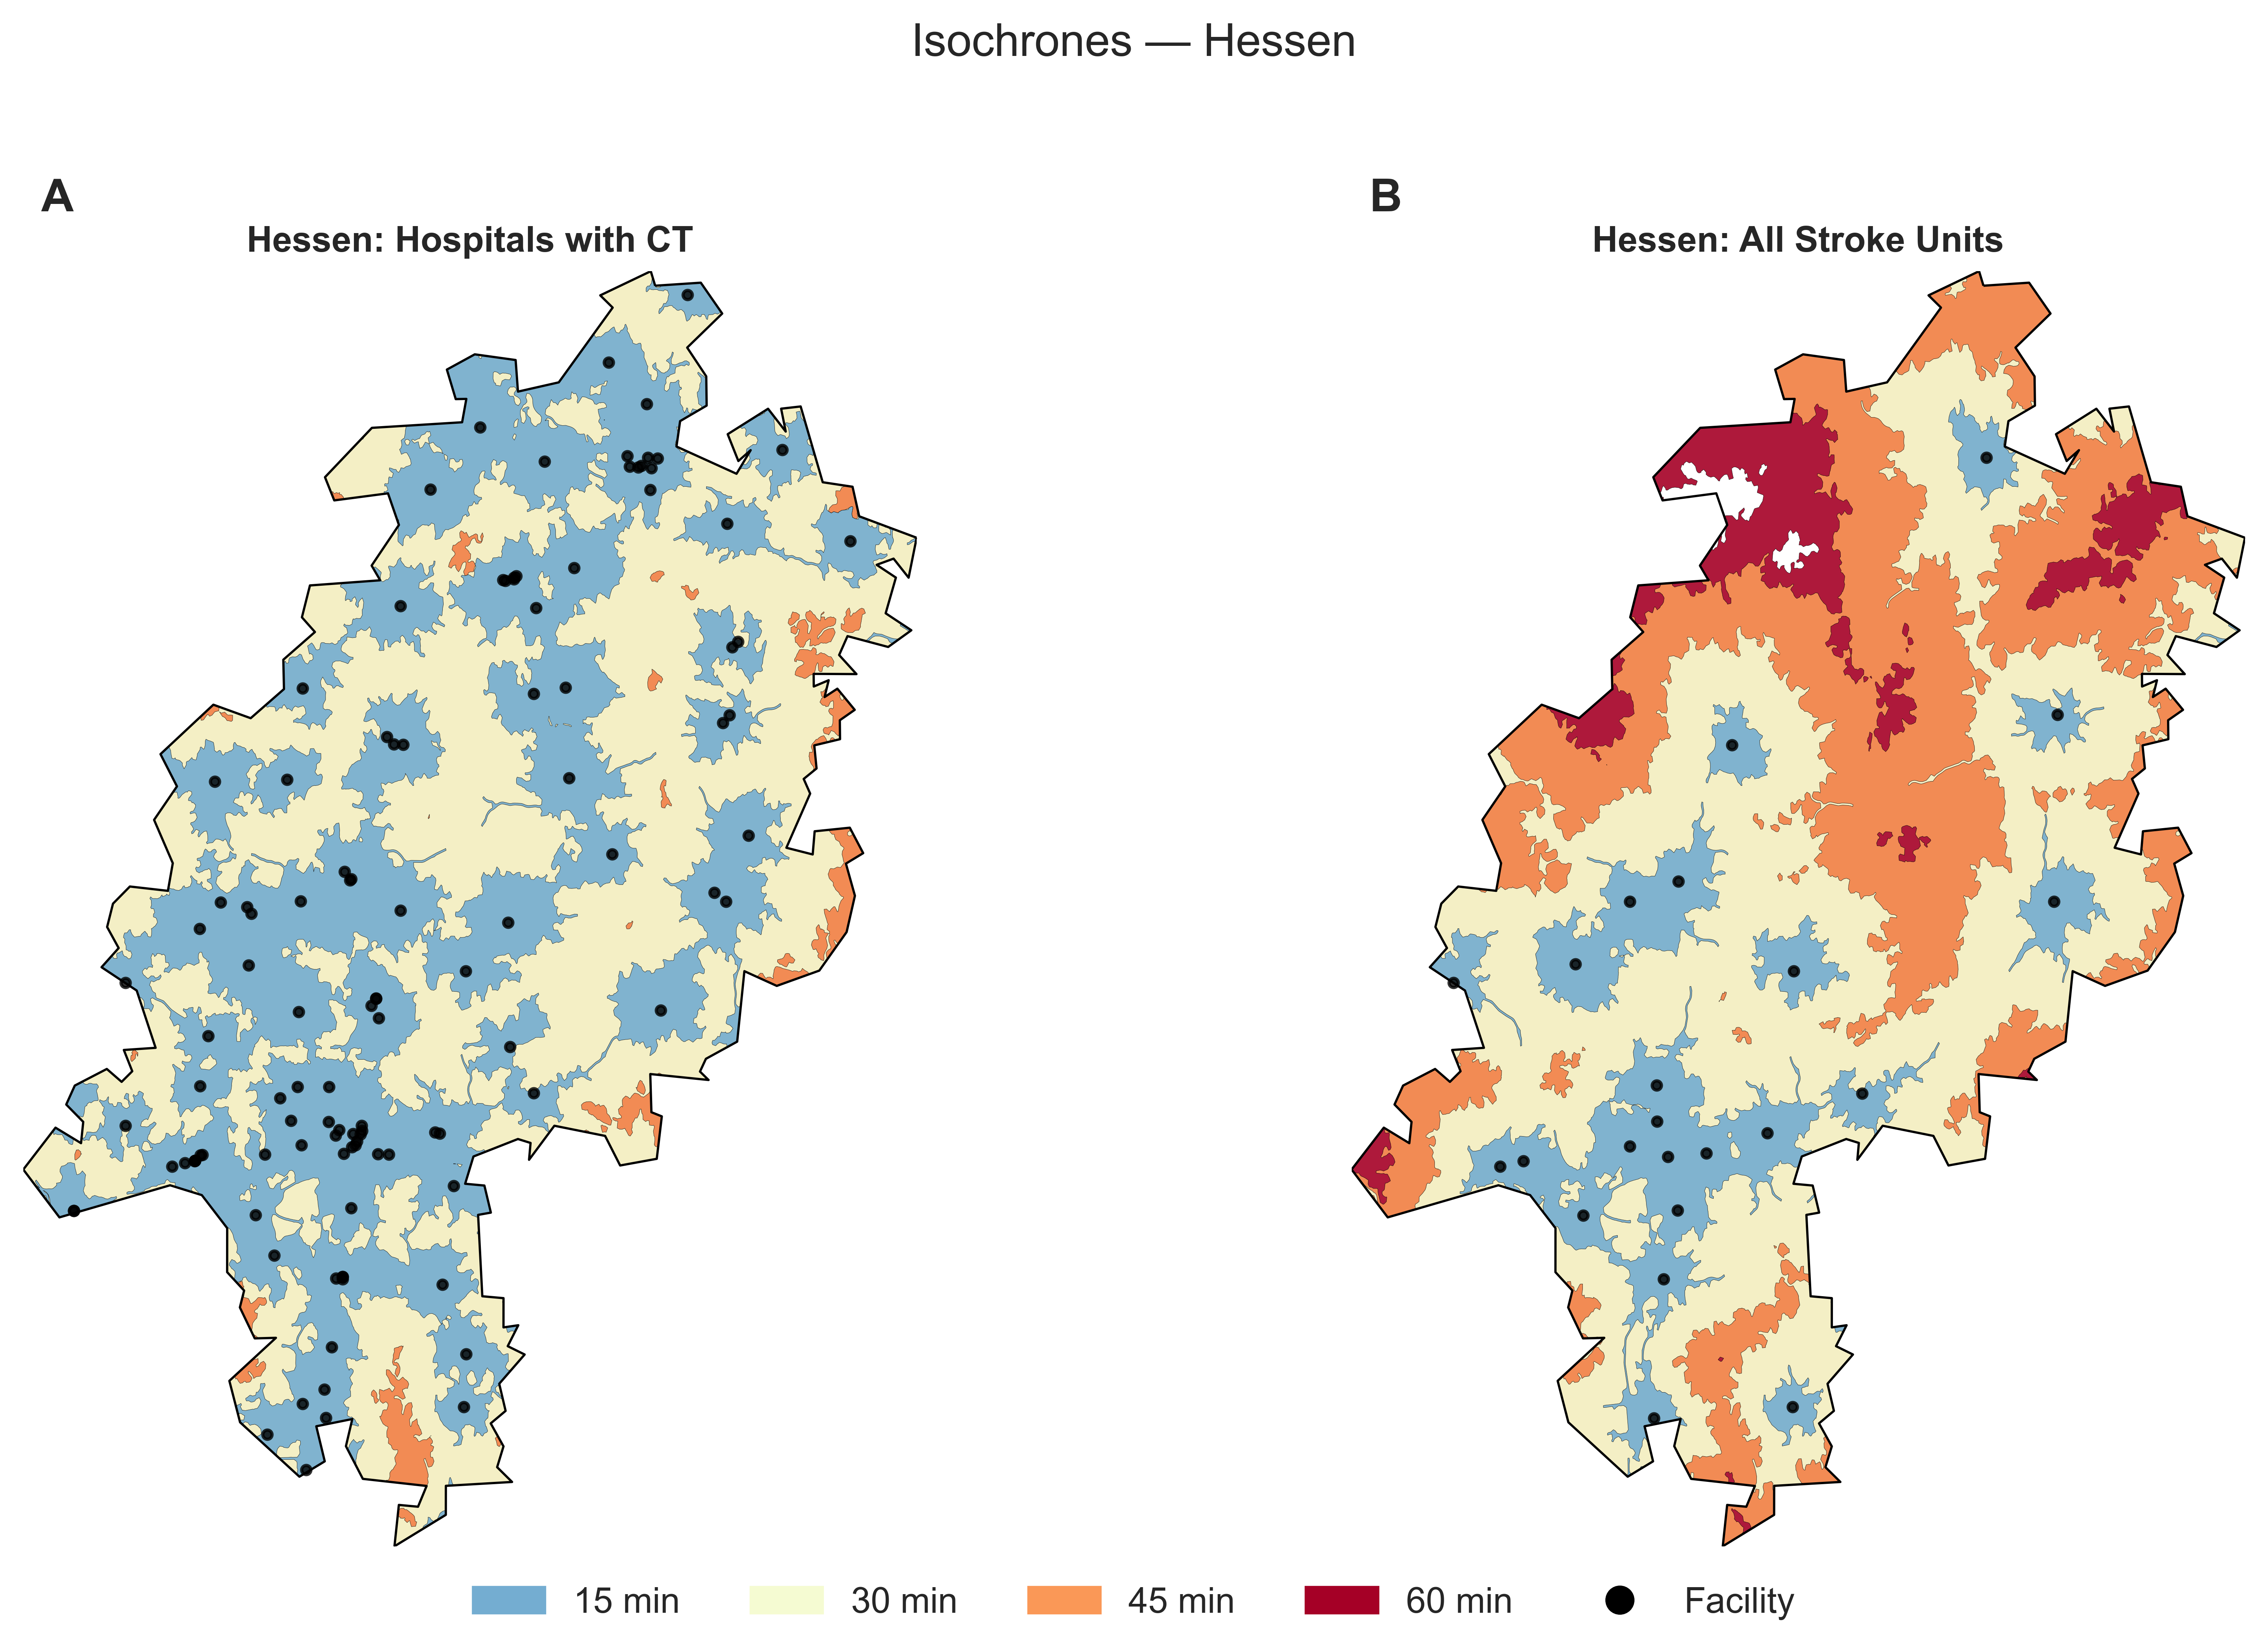 Isochrones — Hessen
A
Hessen: Hospitals with CT
B
Hessen: All Stroke Units
15 min
30 min
45 min
60 min
Facility